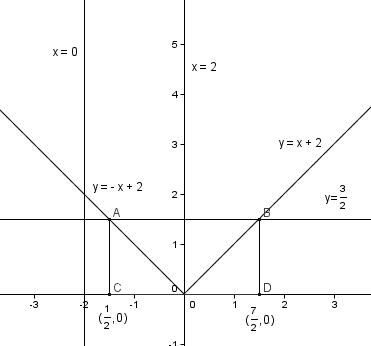 x = 0
5
x = 2
4
3
y = x + 2
y = - x + 2
2
y= 3/2
A
B
1
C
0
D
-3
-2
-1
0
1
2
3
(1/2,0)
(7/2,0)
-1